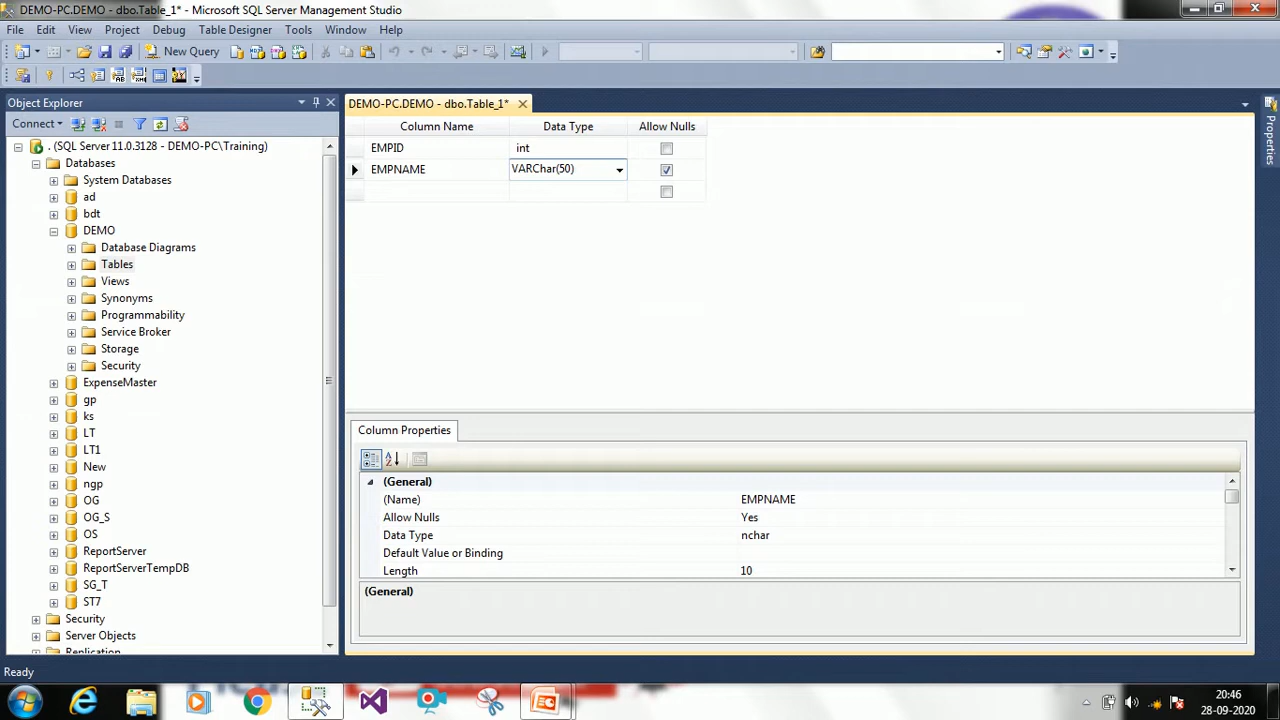 DEMO-PC.DEMO - dbo.Table_1* - Microsoft SQL Server Management Studio
File Edit View Project Debug Table Designer Tools Window Help
New Query
Object Explorer
Connect
. (SQL Server 11.0.3128 - DEMO-PC\Training)
Databases
System Databases
ad
bdt
DEMO
Database Diagrams
Tables
Views
Synonyms
Programmability
Service Broker
Storage
Security
ExpenseMaster
gp
ks
LT
LT1
New
ngp
OG
OG_S
OS
ReportServer
ReportServerTempDB
SG_T
ST7
Security
Server Objects
Replication
DEMO-PC.DEMO - dbo.Table_1*
Column Name Data Type Allow Nulls
EMPID int
EMPNAME VARChar(50)
Column Properties
(General)
(Name) EMPNAME
Allow Nulls Yes
Data Type nchar
Default Value or Binding
Length 10
(General)
Properties
Ready
20:46
28-09-2020